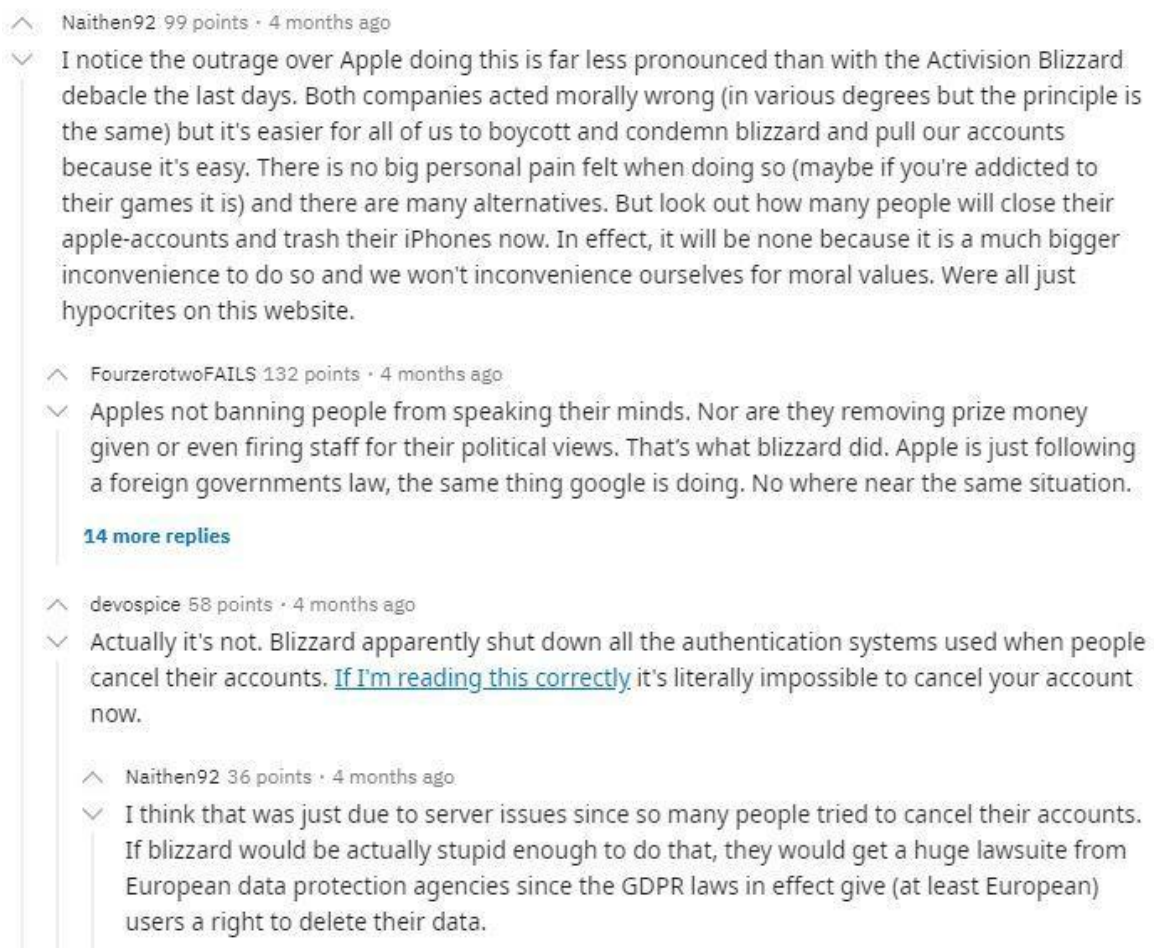 Naithen92 99 points · 4 months ago
I notice the outrage over Apple doing this is far less pronounced than with the Activision Blizzard
debacle the last days. Both companies acted morally wrong (in various degrees but the principle is
the same) but it's easier for all of us to boycott and condemn blizzard and pull our accounts
because it's easy. There is no big personal pain felt when doing so (maybe if you're addicted to
their games it is) and there are many alternatives. But look out how many people will close their
apple-accounts and trash their iPhones now. In effect, it will be none because it is a much bigger
inconvenience to do so and we won't inconvenience ourselves for moral values. Were all just
hypocrites on this website.
FourzerotwoFAILS 132 points · 4 months ago
Apples not banning people from speaking their minds. Nor are they removing prize money
given or even firing staff for their political views. That's what blizzard did. Apple is just following
a foreign governments law, the same thing google is doing. No where near the same situation.
14 more replies
devospice 58 points · 4 months ago
Actually it's not. Blizzard apparently shut down all the authentication systems used when people
cancel their accounts. If I'm reading this correctly it's literally impossible to cancel your account
now.
Naithen92 36 points · 4 months ago
I think that was just due to server issues since so many people tried to cancel their accounts.
If blizzard would be actually stupid enough to do that, they would get a huge lawsuite from
European data protection agencies since the GDPR laws in effect give (at least European)
users a right to delete their data.